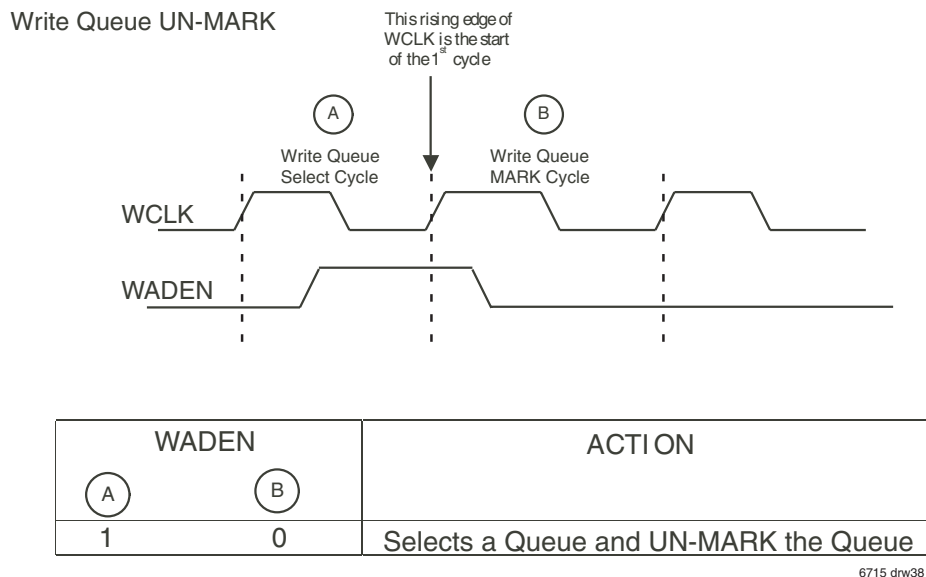 Write Queue UN-MARK
This rising edge of
WCLK is the start
of the 1st cycle
A
B
Write Queue
Select Cycle
Write Queue
MARK Cycle
WCLK
WADEN
WADEN
ACTION
A
B
1
0
Selects a Queue and UN-MARK the Queue
6715 drw38